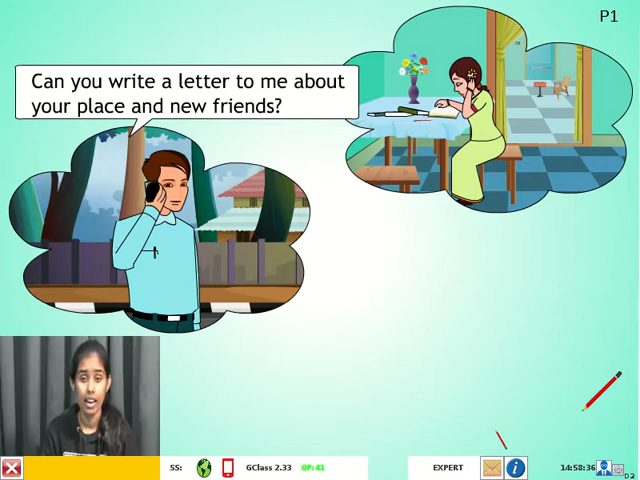 P1
Can you write a letter to me about
your place and new friends?
SS:
GClass 2.33
QP:41
EXPERT
14:58:36
D2